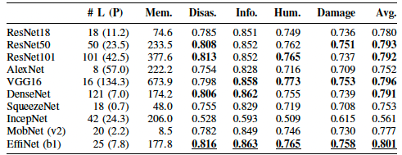 # L (P) Mem. Disas. Info. Hum. Damage Avg.
ResNet18 18 (11.2) 74.6 0.785 0.851 0.749 0.736 0.780
ResNet50 50 (23.5) 233.5 0.808 0.852 0.762 0.751 0.793
ResNet101 101 (42.5) 377.6 0.813 0.852 0.765 0.737 0.792
AlexNet 8 (57.0) 222.2 0.754 0.828 0.716 0.709 0.752
VGG16 16 (134.3) 673.9 0.798 0.858 0.773 0.753 0.796
DenseNet 121 (7.0) 174.2 0.806 0.862 0.755 0.739 0.791
SqueezeNet 18 (0.7) 48.0 0.755 0.829 0.719 0.708 0.753
IncepNet 42 (24.3) 206.0 0.528 0.593 0.509 0.615 0.561
MobNet (v2) 20 (2.2) 8.5 0.782 0.849 0.746 0.730 0.777
EffiNet (b1) 25 (7.8) 177.8 0.816 0.863 0.765 0.758 0.801